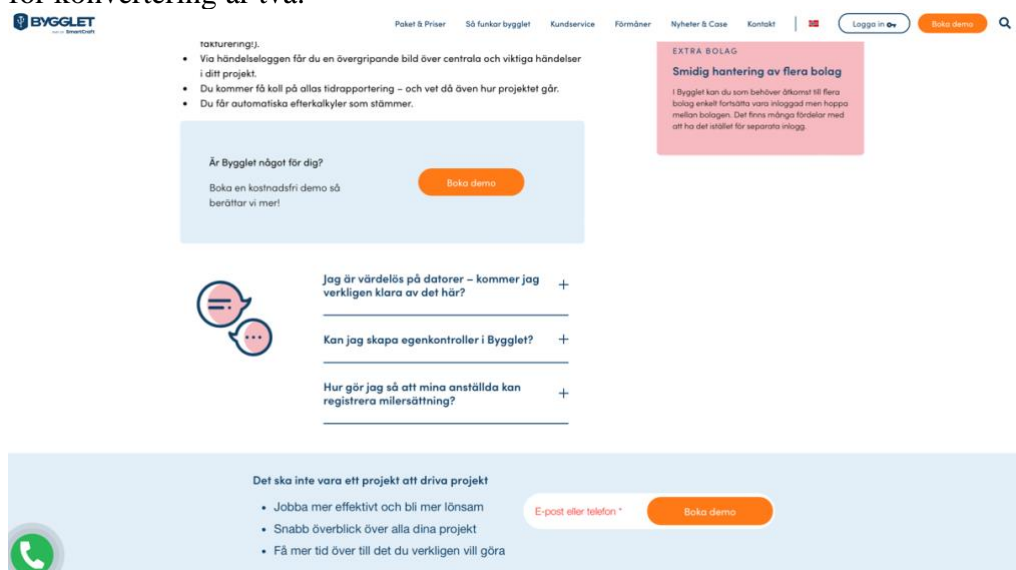 för konvertering är två.
BYGGLET
Paket & Priser Så funkar bygglet Kundservice Förmåner Nyheter & Case Kontakt Logga in Boka demo
fakturering!).
• Via händelseloggen får du en övergripande bild över centrala och viktiga händelser
i ditt projekt.
• Du kommer få koll på allas tidrapportering – och vet då även hur projektet går.
• Du får automatiska efterkalkyler som stämmer.
EXTRA BOLAG
Smidig hantering av flera bolag
I Bygglet kan du som behöver åtkomst till flera
bolag enkelt fortsätta vara inloggad men hoppa
mellan bolagen. Det finns många fördelar med
att ha det istället för separata inlogg.
Är Bygglet något för dig?
Boka en kostnadsfri demo så
berättar vi mer!
Boka demo
Jag är värdelös på datorer – kommer jag
verkligen klara av det här?
Kan jag skapa egenkontroller i Bygglet?
Hur gör jag så att mina anställda kan
registrera milersättning?
Det ska inte vara ett projekt att driva projekt
• Jobba mer effektivt och bli mer lönsam
• Snabb överblick över alla dina projekt
• Få mer tid över till det du verkligen vill göra
E-post eller telefon *
Boka demo